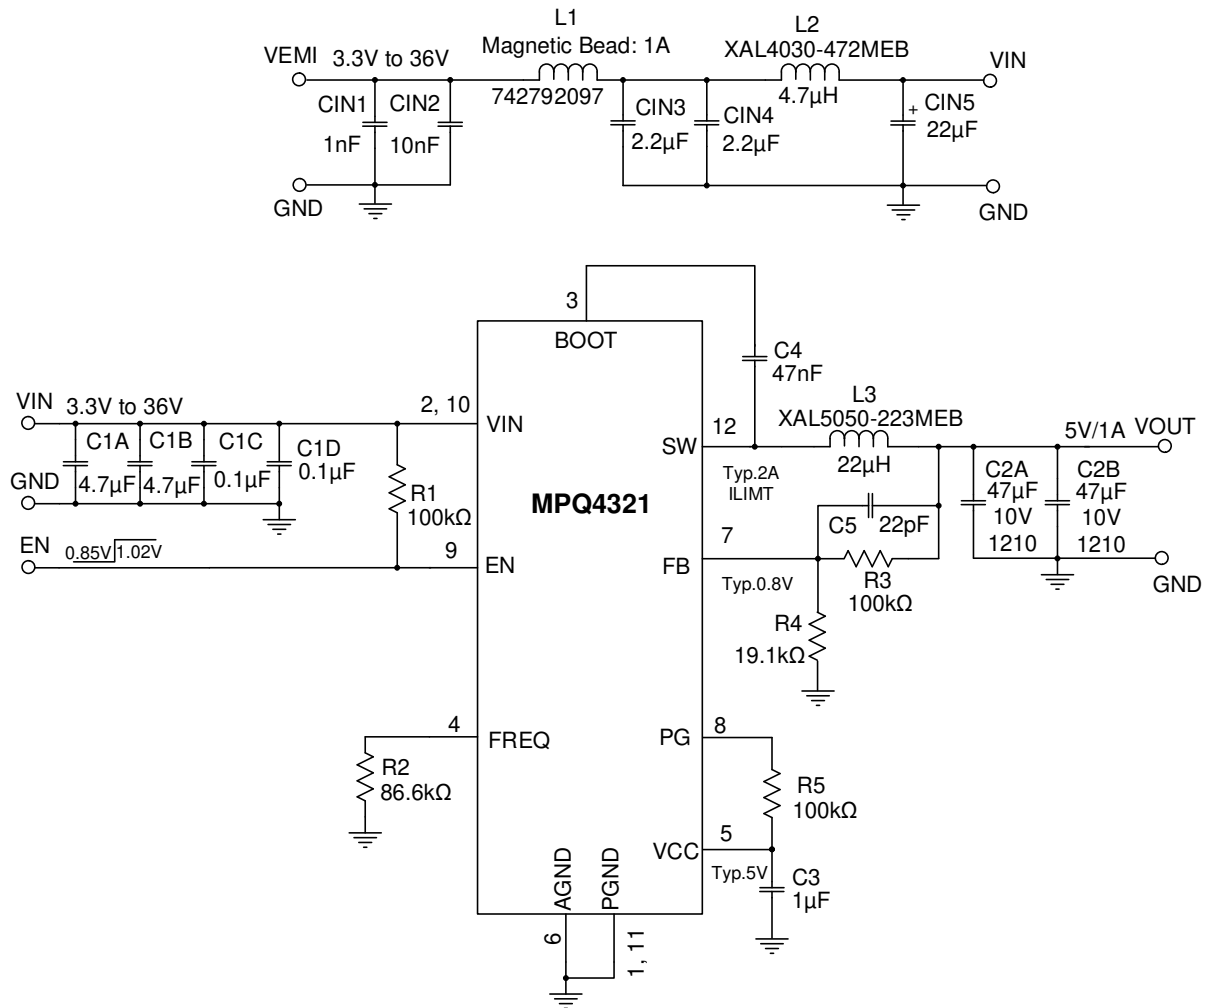 L1
Magnetic Bead: 1A
742792097
L2
XAL4030-472MEB
4.7µH
VEMI
3.3V to 36V
VIN
CIN1
1nF
CIN2
10nF
CIN3
2.2µF
CIN4
2.2µF
+
CIN5
22µF
GND
GND
3
BOOT
C4
47nF
VIN
3.3V to 36V
2, 10
VIN
C1A
4.7µF
C1B
4.7µF
C1C
0.1µF
C1D
0.1µF
GND
R1
100kΩ
EN
0.85V
1.02V
9
EN
MPQ4321
12
SW
Typ.2A
ILIMT
L3
XAL5050-223MEB
22µH
5V/1A
VOUT
C2A
47µF
10V
1210
C2B
47µF
10V
1210
GND
C5
22pF
7
FB
Typ.0.8V
R3
100kΩ
R4
19.1kΩ
4
FREQ
R2
86.6kΩ
8
PG
R5
100kΩ
5
VCC
Typ.5V
C3
1µF
AGND
PGND
6
1, 11